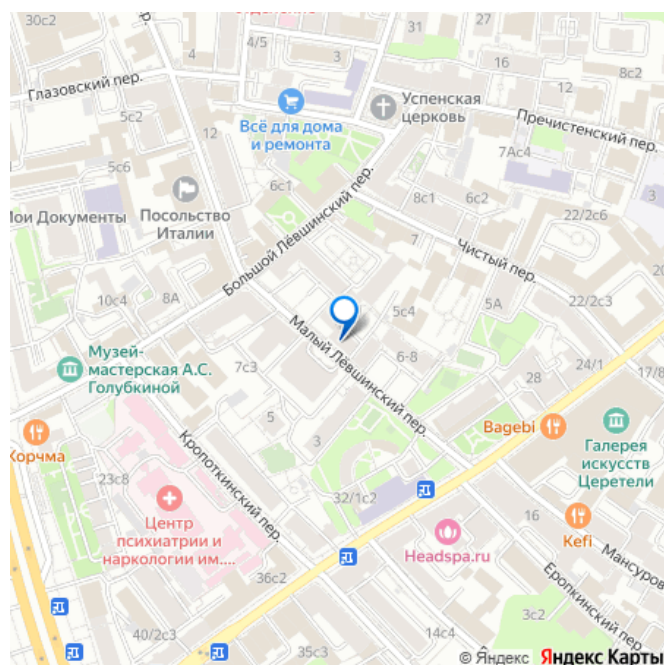 30с2
31
4/5
16
8с2
Глазовский пер.
12
5с2
Успенская
церковь
Всё для дома
и ремонта
Пречистенский пер.
12
7Ас4
5с6
3
6с1
8с1
6с2
Посольство
Италии
Мои Документы
22/2с6
7
Большой Лёвшинский пер.
Чистый пер.
10с4
8А
5с4
5А
22/2с3
Малый Лёвшинский пер.
Музей-
мастерская А.С.
Голубкиной
7с3
6-8
24/1
17/8
28
5
3
Bagebi
Галерея
искусств
Церетели
Корчма
Кропоткинский пер.
23с8
32/1с2
Центр
психиатрии и
наркологии им....
16
Kefi
Headspa.ru
Мансуров
36с2
Еропкинский пер.
3с2
40/2с3
35с3
14с4
© Яндекс Яндекс Карты